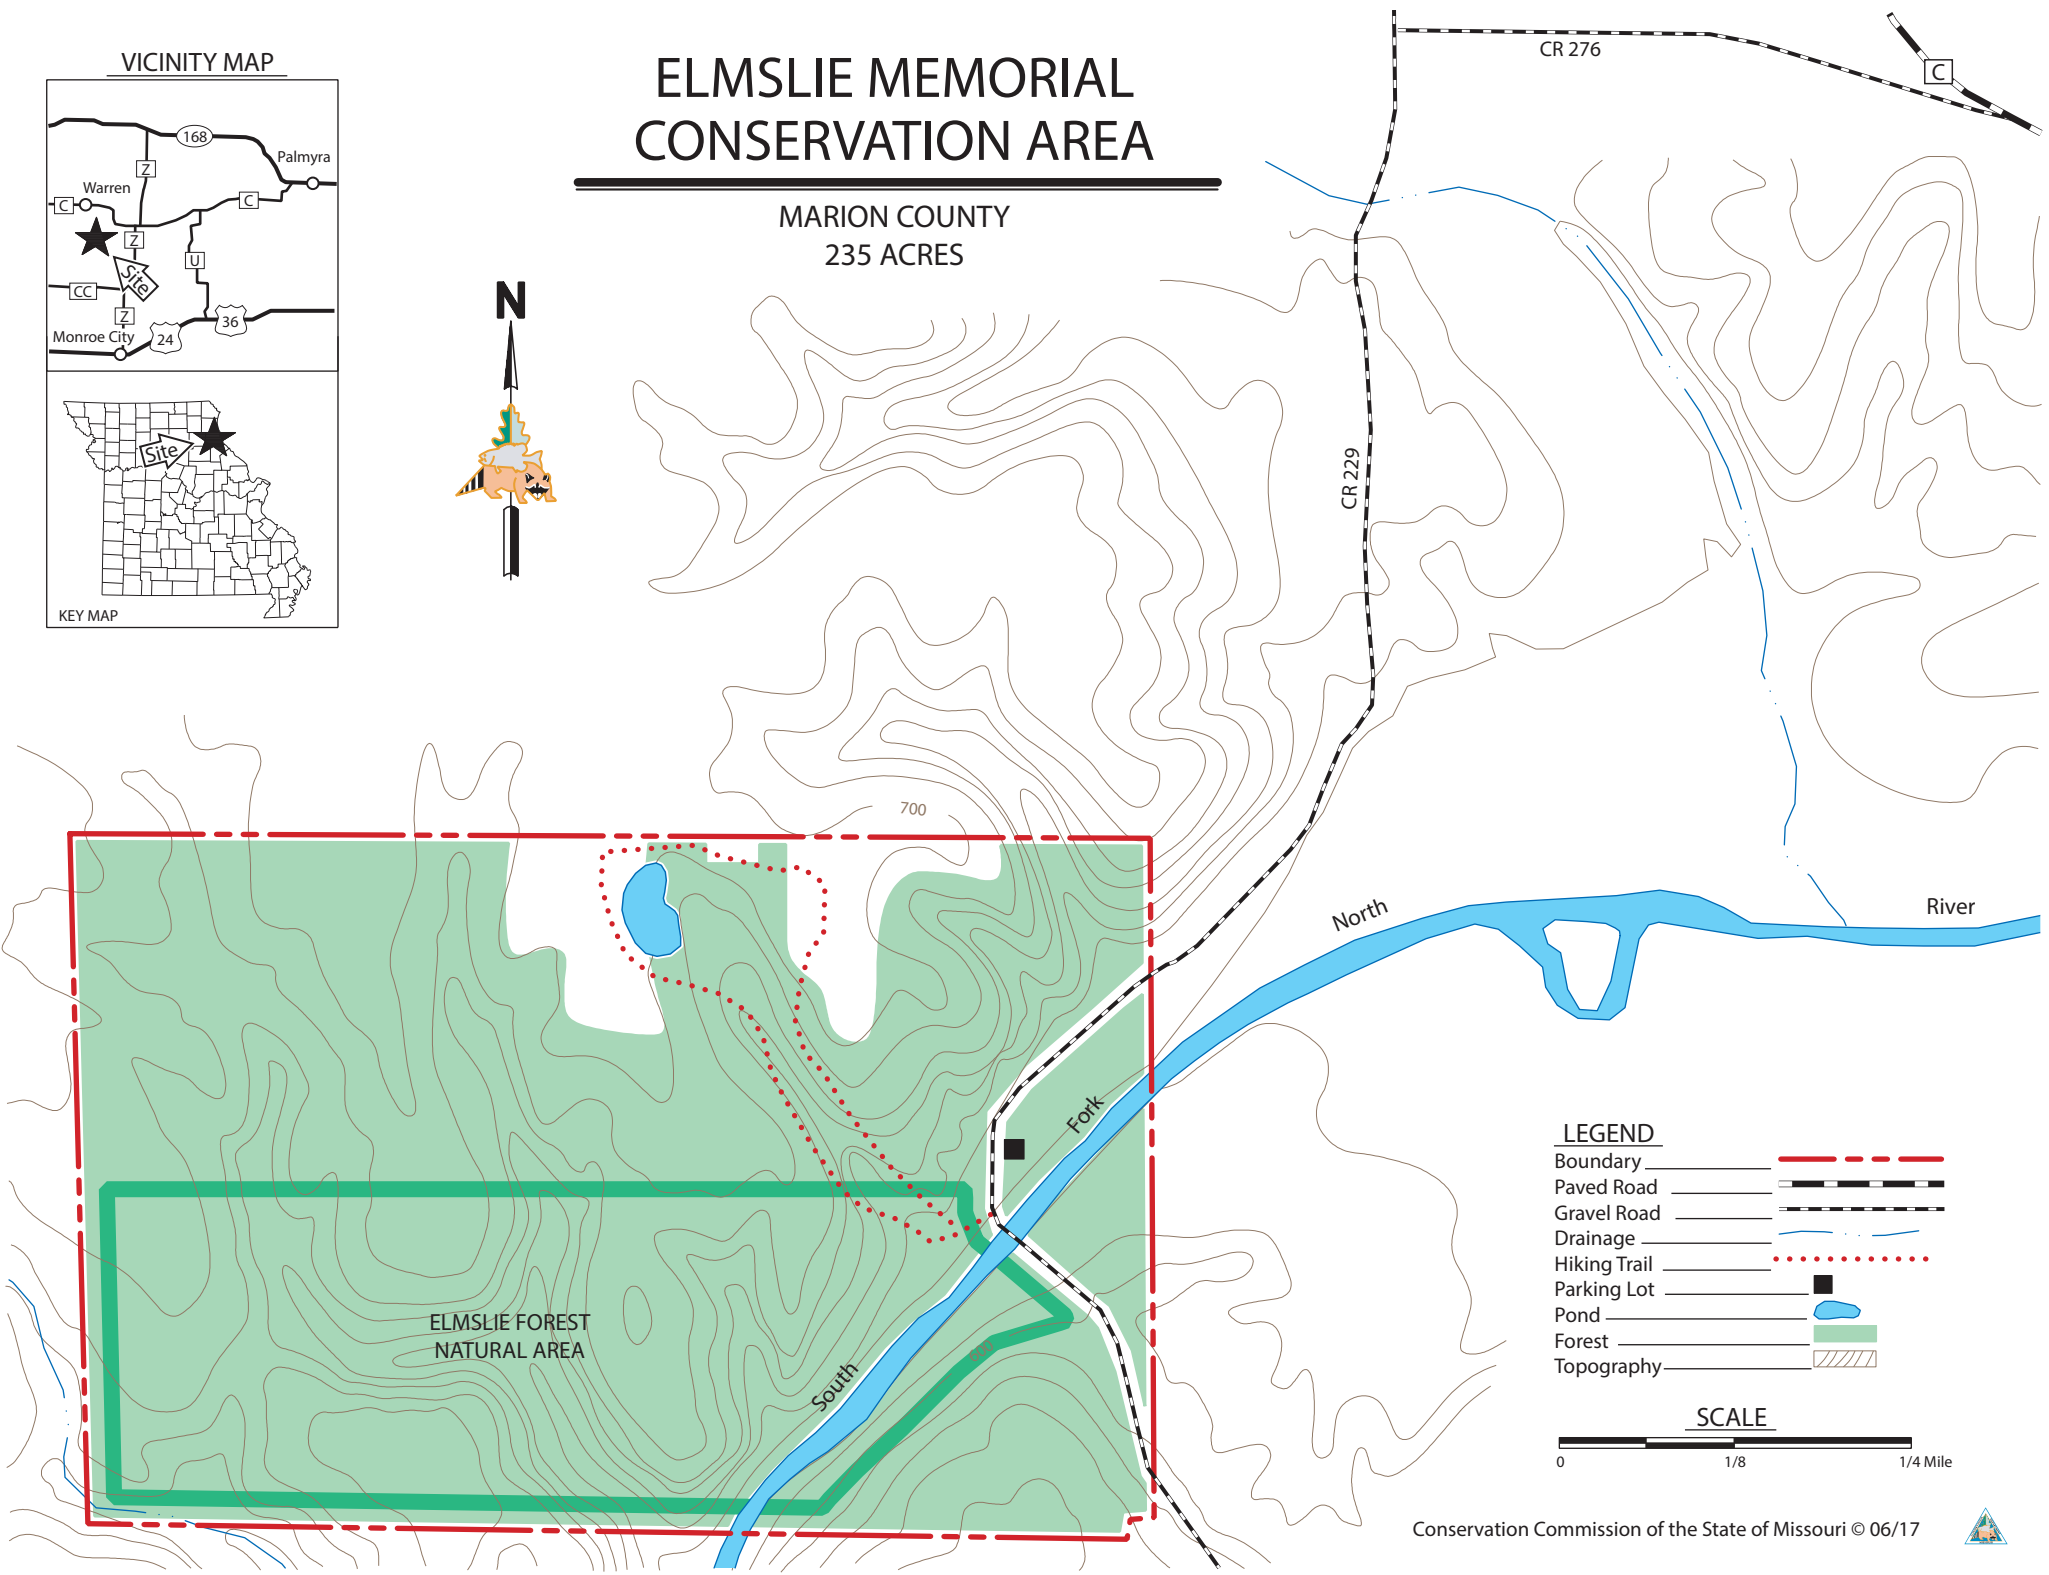 VICINITY MAP
168
Palmyra
Z
Warren
C
C
Z
U
Site
CC
Z
36
Monroe City
24
Site
KEY MAP
ELMSLIE MEMORIAL
CONSERVATION AREA
MARION COUNTY
235 ACRES
N
CR 276
C
CR 229
700
North
River
Fork
South
600
ELMSLIE FOREST
NATURAL AREA
LEGEND
Boundary
Paved Road
Gravel Road
Drainage
Hiking Trail
Parking Lot
Pond
Forest
Topography
SCALE
0 1/8 1/4 Mile
Conservation Commission of the State of Missouri © 06/17